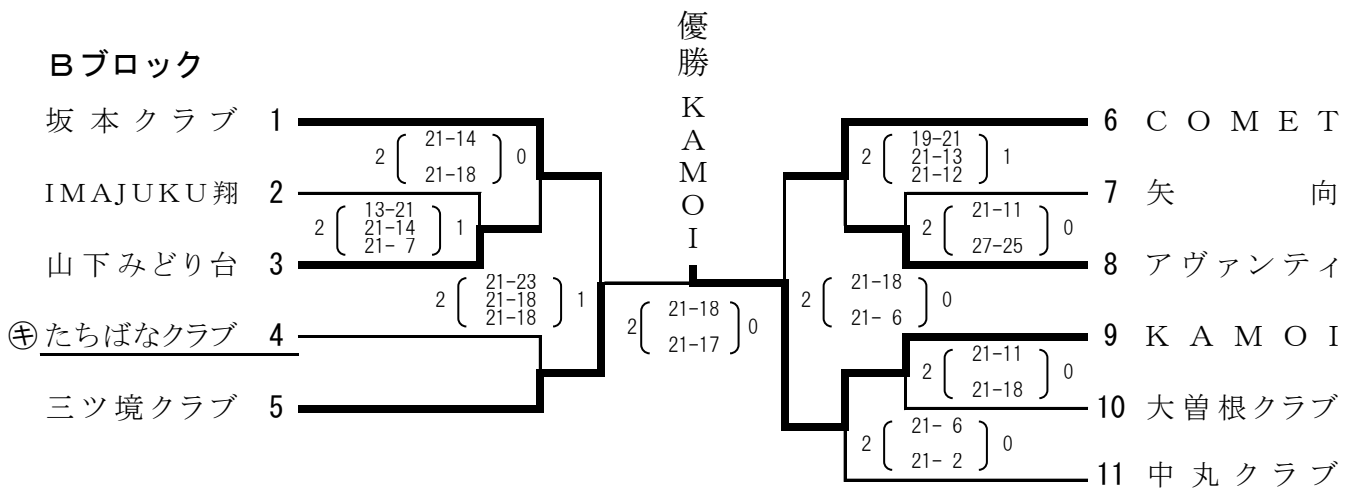 Bブロック
優勝 KAMOI
坂本クラブ 1
2 21-14 0
21-18
IMAJUKU翔 2
2 13-21 1
21-14
21- 7
山下みどり台 3
2 21-23 1
21-18
21-18
㋖たちばなクラブ 4
三ツ境クラブ 5
2 21-18 0
21-17
6 COMET
2 19-21 1
21-13
21-12
7 矢向
2 21-11 0
27-25
8 アヴァンティ
2 21-18 0
21- 6
9 KAMOI
2 21-11 0
21-18
10 大曽根クラブ
2 21- 6 0
21- 2
11 中丸クラブ